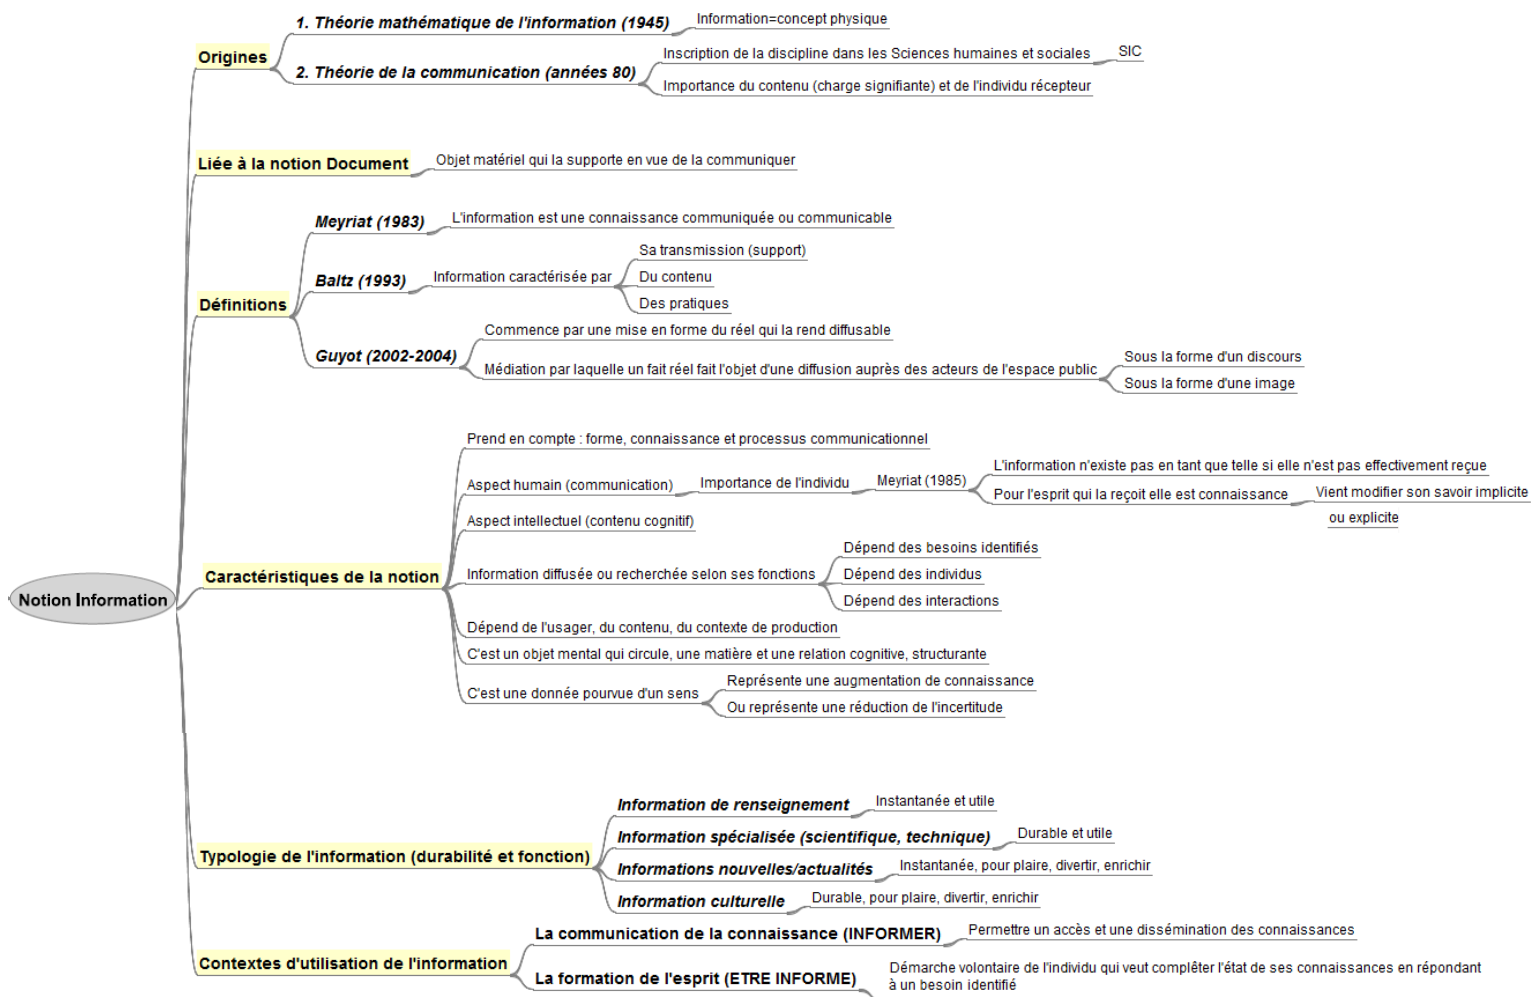 Notion Information
Origines
1. Théorie mathématique de l'information (1945)
Information=concept physique
2. Théorie de la communication (années 80)
Inscription de la discipline dans les Sciences humaines et sociales
SIC
Importance du contenu (charge signifiante) et de l'individu récepteur
Liée à la notion Document
Objet matériel qui la supporte en vue de la communiquer
Définitions
Meyriat (1983)
L'information est une connaissance communiquée ou communicable
Baltz (1993)
Information caractérisée par
Sa transmission (support)
Du contenu
Des pratiques
Guyot (2002-2004)
Commence par une mise en forme du réel qui la rend diffusable
Médiation par laquelle un fait réel fait l'objet d'une diffusion auprès des acteurs de l'espace public
Sous la forme d'un discours
Sous la forme d'une image
Caractéristiques de la notion
Prend en compte : forme, connaissance et processus communicationnel
Aspect humain (communication)
Importance de l'individu
Meyriat (1985)
L'information n'existe pas en tant que telle si elle n'est pas effectivement reçue
Pour l'esprit qui la reçoit elle est connaissance
Vient modifier son savoir implicite
ou explicite
Aspect intellectuel (contenu cognitif)
Information diffusée ou recherchée selon ses fonctions
Dépend des besoins identifiés
Dépend des individus
Dépend des interactions
Dépend de l'usager, du contenu, du contexte de production
C'est un objet mental qui circule, une matière et une relation cognitive, structurante
C'est une donnée pourvue d'un sens
Représente une augmentation de connaissance
Ou représente une réduction de l'incertitude
Typologie de l'information (durabilité et fonction)
Information de renseignement
Instantanée et utile
Information spécialisée (scientifique, technique)
Durable et utile
Informations nouvelles/actualités
Instantanée, pour plaire, divertir, enrichir
Information culturelle
Durable, pour plaire, divertir, enrichir
Contextes d'utilisation de l'information
La communication de la connaissance (INFORMER)
Permettre un accès et une dissémination des connaissances
La formation de l'esprit (ETRE INFORME)
Démarche volontaire de l'individu qui veut complêter l'état de ses connaissances en répondant
à un besoin identifié